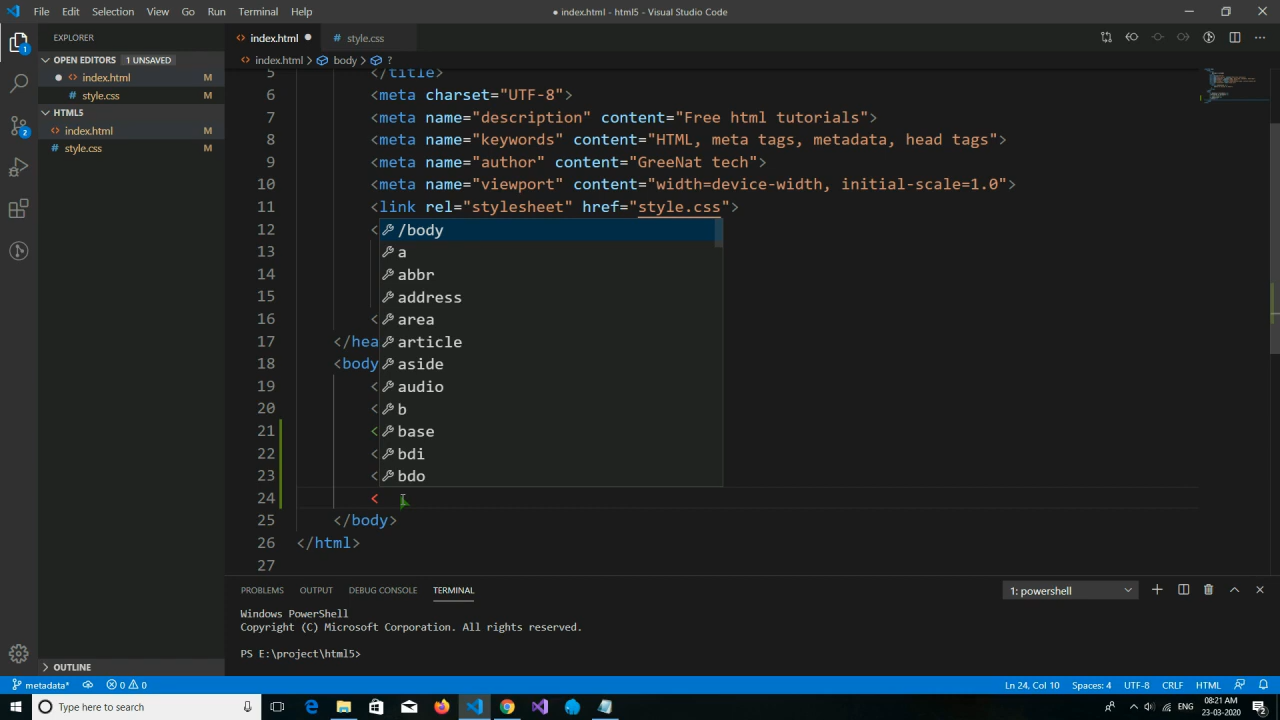 File Edit Selection View Go Run Terminal Help
● index.html - html5 - Visual Studio Code
EXPLORER
OPEN EDITORS 1 UNSAVED
index.html M
style.css M
HTML5
index.html M
style.css M
OUTLINE
1
2
index.html
style.css
index.html > body > ?
5 </title>
6 <meta charset="UTF-8">
7 <meta name="description" content="Free html tutorials">
8 <meta name="keywords" content="HTML, meta tags, metadata, head tags">
9 <meta name="author" content="GreeNat tech">
10 <meta name="viewport" content="width=device-width, initial-scale=1.0">
11 <link rel="stylesheet" href="style.css">
12 <
13
14
15
16 <
17 </hea
18 <body
19 <
20 <
21 <
22 <
23 <
24 <
25 </body>
26 </html>
27
/body
a
abbr
address
area
article
aside
audio
b
base
bdi
bdo
PROBLEMS OUTPUT DEBUG CONSOLE TERMINAL
1: powershell
Windows PowerShell
Copyright (C) Microsoft Corporation. All rights reserved.
PS E:\project\html5>
metadata* 0 0
Ln 24, Col 10 Spaces: 4 UTF-8 CRLF HTML
Type here to search
ENG
08:21 AM
23-03-2020
2